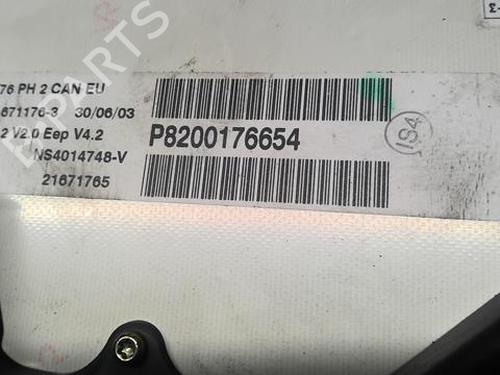 76 PH 2 CAN EU
671176-3 30/06/03
2 V2.0 Eep V4.2
NS4014748-V
21671765
P8200176654
IS4
PARTS